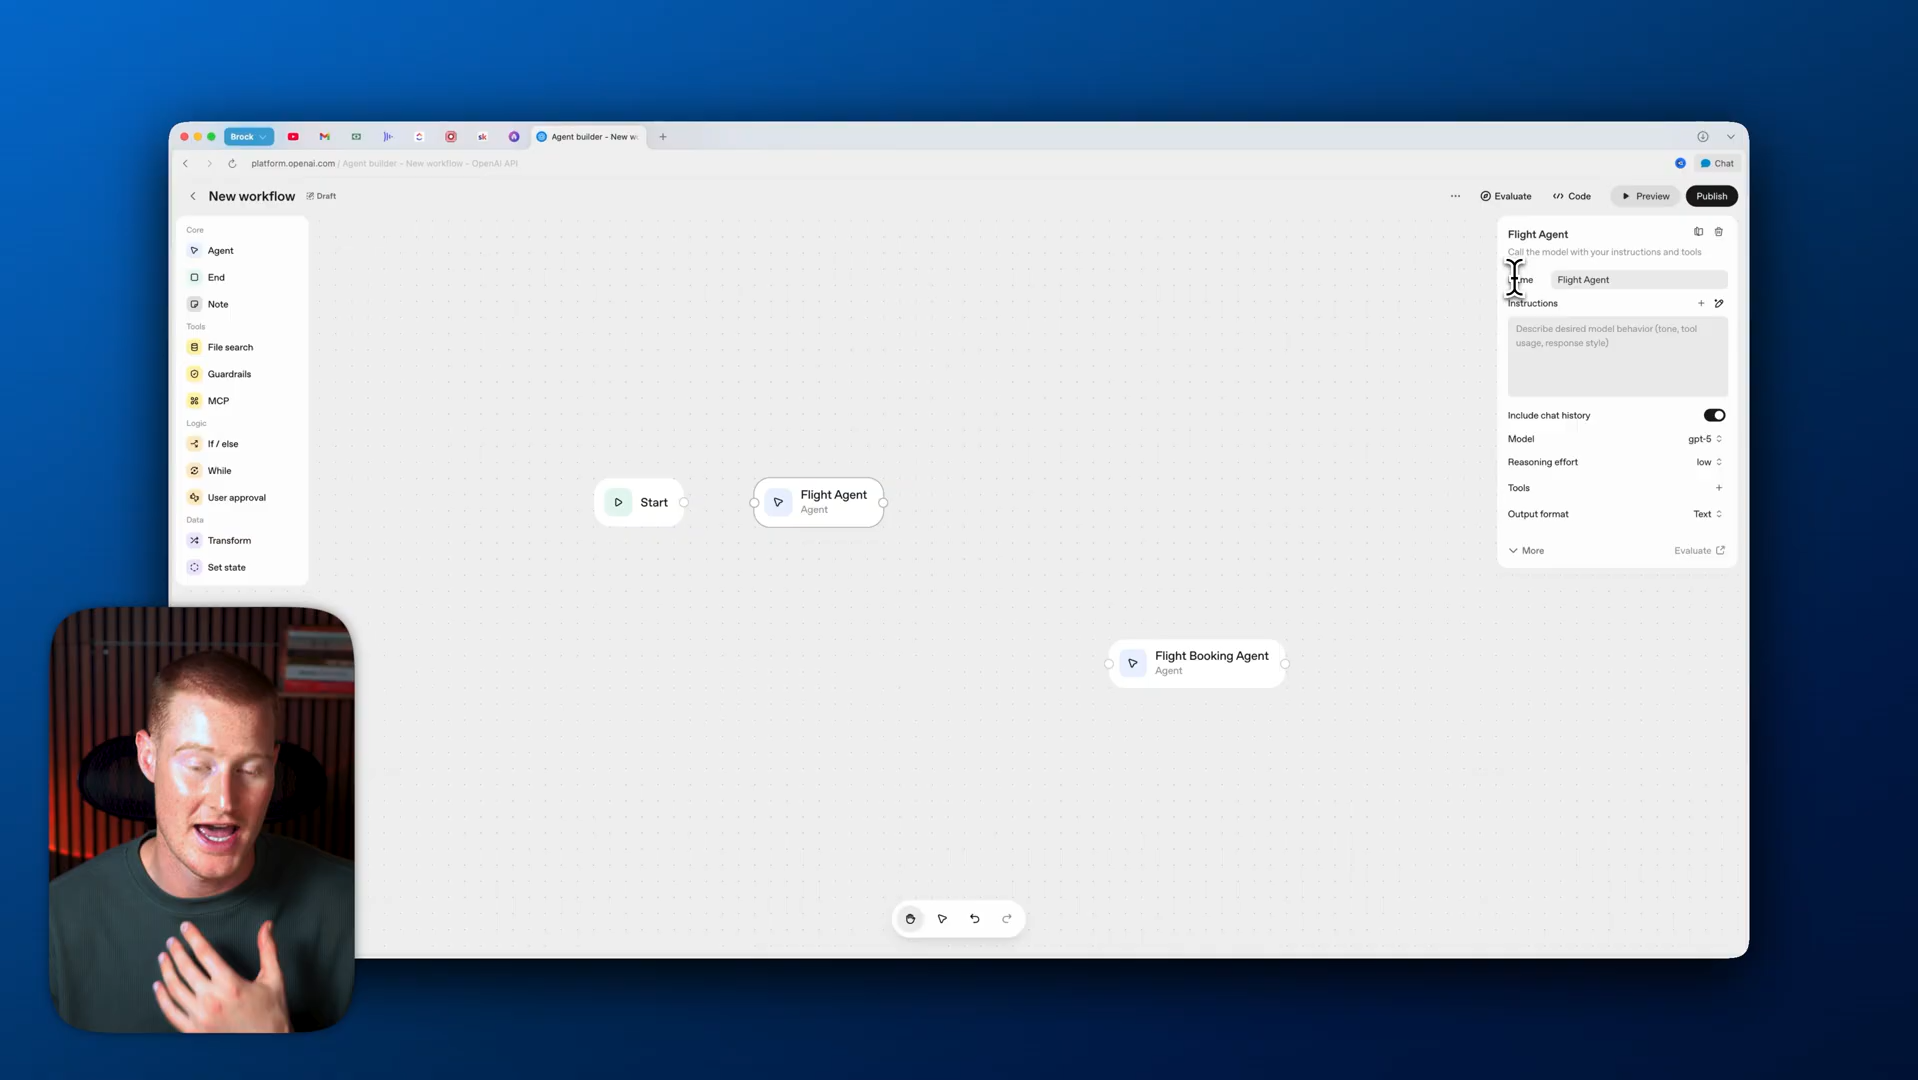 Brock
sk
Agent builder - New wo
platform.openai.com / Agent builder - New workflow - OpenAI API
Chat
New workflow
Draft
Evaluate
Code
Preview
Publish
Core
Agent
End
Note
Tools
File search
Guardrails
MCP
Logic
If / else
While
User approval
Data
Transform
Set state
Start
Flight Agent
Agent
Flight Booking Agent
Agent
Flight Agent
Call the model with your instructions and tools
Flight Agent
Instructions
Describe desired model behavior (tone, tool
usage, response style)
Include chat history
Model
gpt-5
Reasoning effort
low
Tools
Output format
Text
More
Evaluate